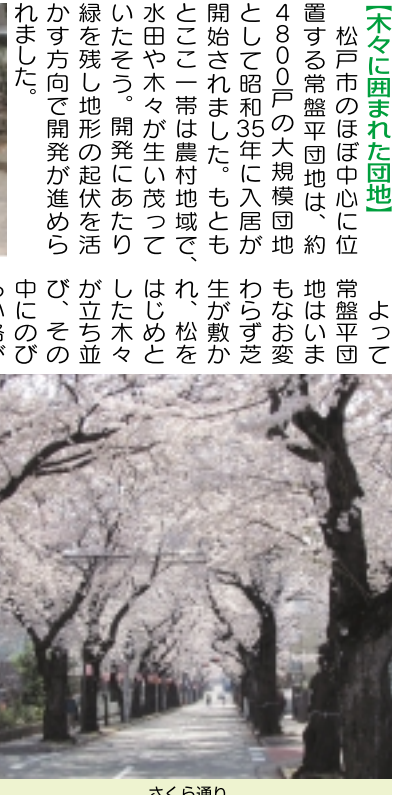 【木々に囲まれた団地】
松戸市のほぼ中心に位
置する常盤平団地は、約
4800戸の大規模団地
として昭和35年に入居が
開始されました。もとも
とここ一帯は農村地域で、
水田や木々が生い茂って
いたそう。開発にあたり
緑を残し地形の起伏を活
かす方向で開発が進めら
れました。
よって
常盤平団
地はいま
もなお変
わらず芝
生が敷か
れ、松を
はじめと
した木々
が立ち並
び、その
中にのび
さくら通り